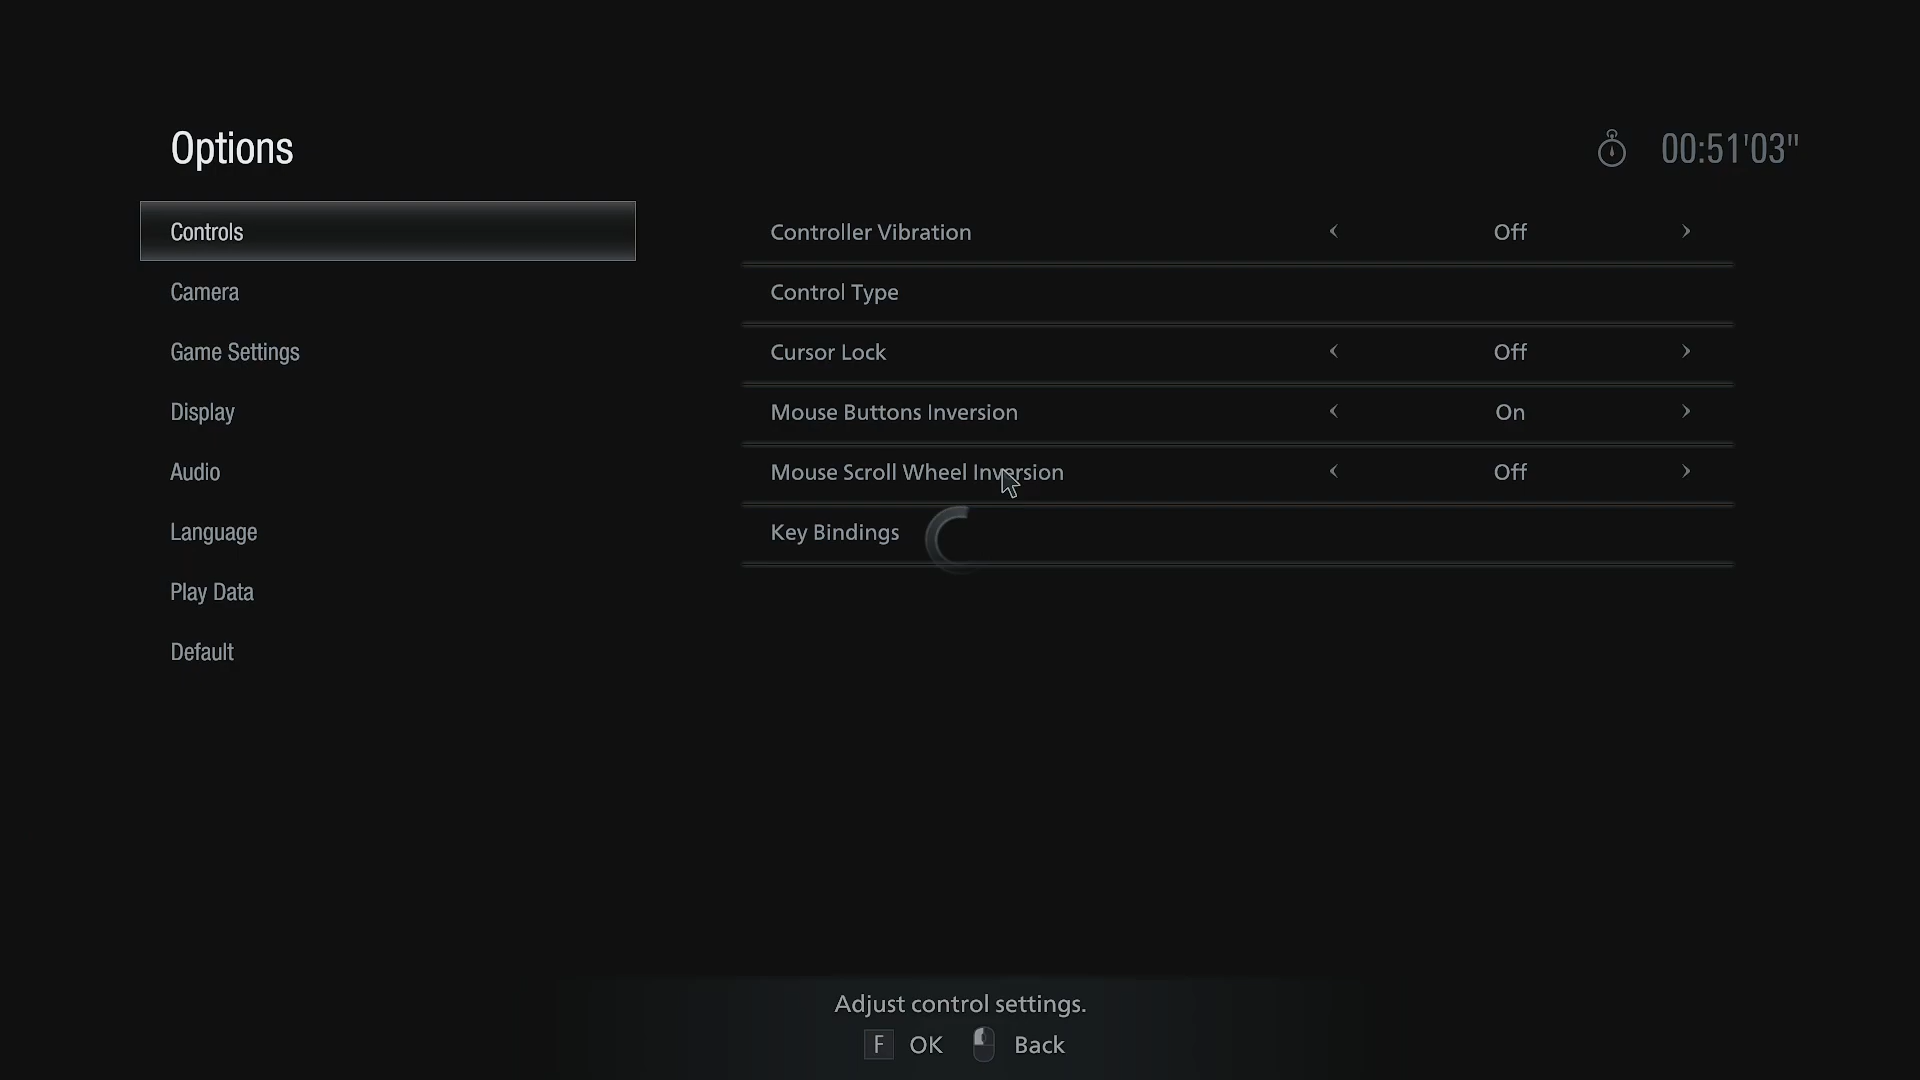 Options
00:51'03"
Controls
Camera
Game Settings
Display
Audio
Language
Play Data
Default
Controller Vibration < Off >
Control Type
Cursor Lock < Off >
Mouse Buttons Inversion < On >
Mouse Scroll Wheel Inversion < Off >
Key Bindings
Adjust control settings.
F OK Back